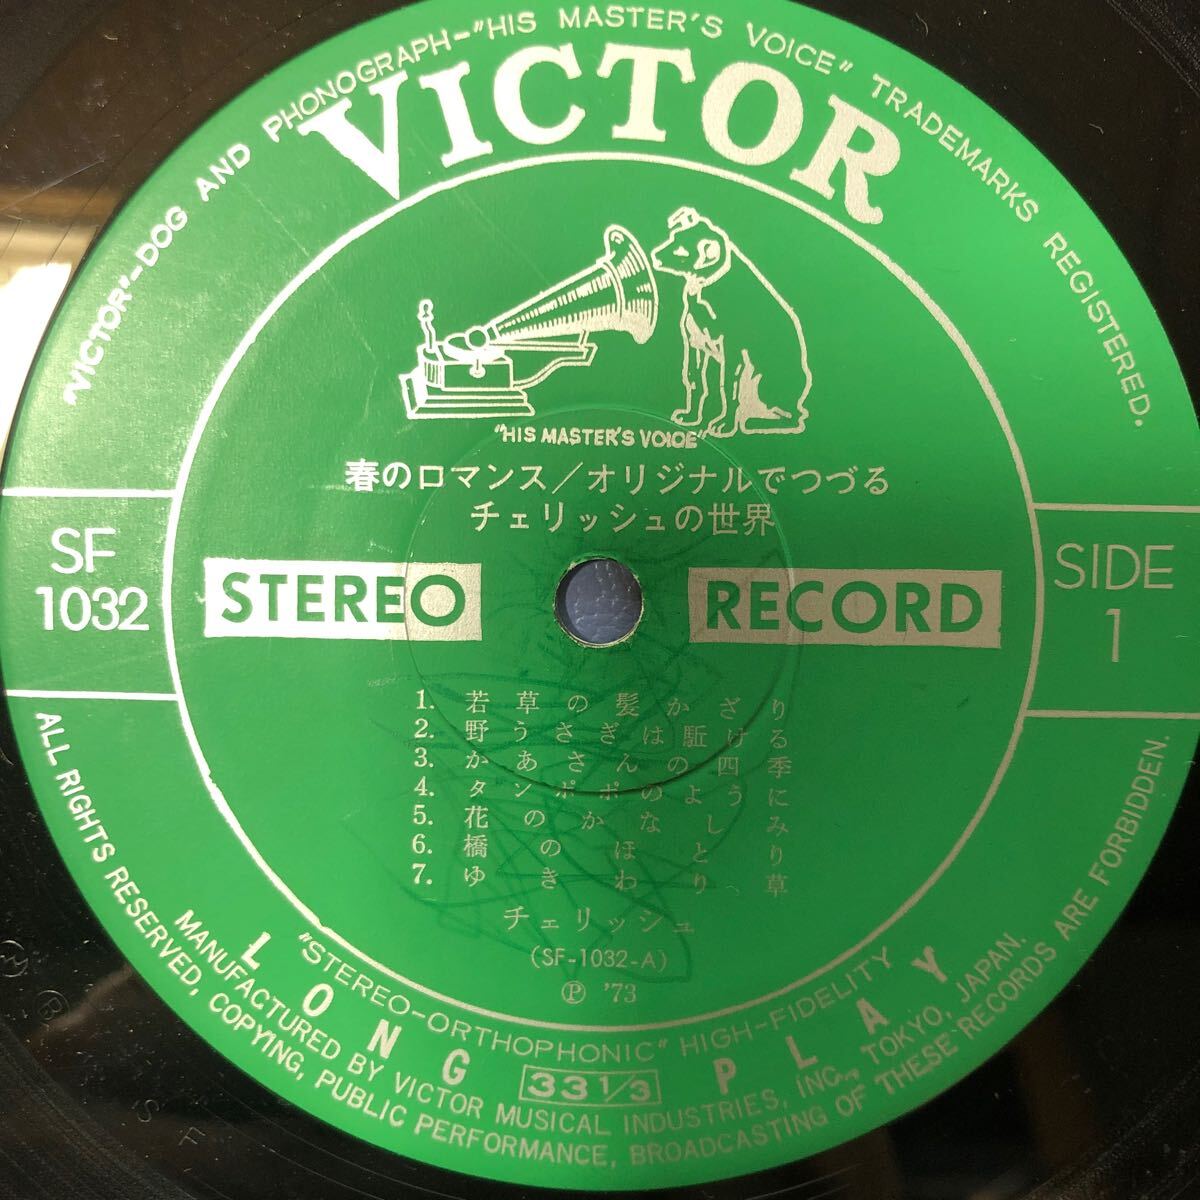 "VICTOR"-DOG AND PHONOGRAPH-"HIS MASTER'S VOICE" TRADEMARKS REGISTERED.
VICTOR
"HIS MASTER'S VOICE"
春のロマンス/オリジナルでつづる
チェリッシュの世界
SF
1032
STEREO RECORD
SIDE
1
1. 若草の髪かざり
2. 野うさぎは駈ける
3. かあさんの四季
4. タンポポのように
5. 花のかなしみ
6. 橋のほとり
7. ゆきわり草
チェリッシュ
(SF-1032-A)
Ⓟ '73
"STEREO-ORTHOPHONIC" HIGH-FIDELITY
LONG 33 1/3 PLAY
MANUFACTURED BY VICTOR MUSICAL INDUSTRIES, INC., TOKYO, JAPAN.
ALL RIGHTS RESERVED, COPYING, PUBLIC PERFORMANCE, BROADCASTING OF THESE RECORDS ARE FORBIDDEN.